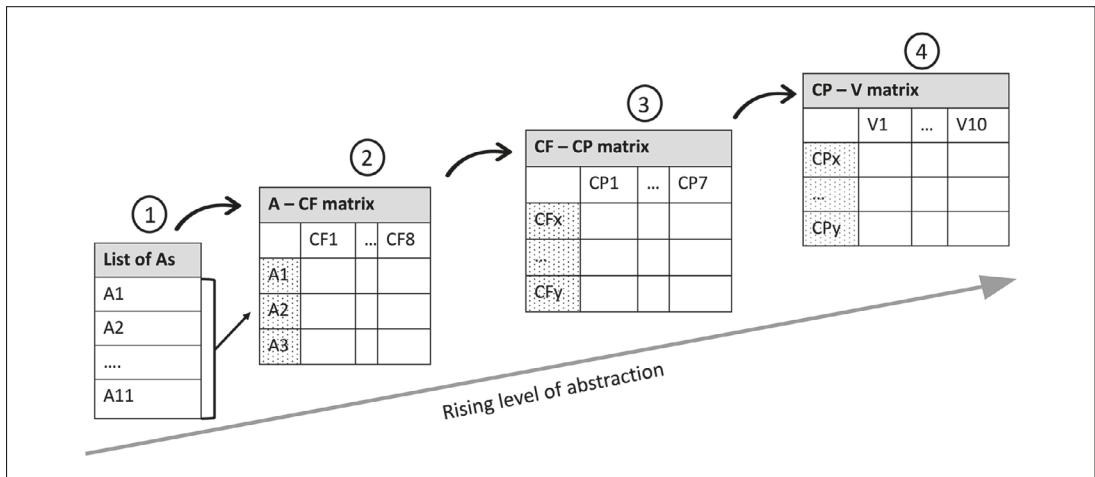 1
List of As
A1
A2
....
A11
2
A – CF matrix
CF1 ... CF8
A1
A2
A3
3
CF – CP matrix
CP1 ... CP7
CFx
...
CFy
4
CP – V matrix
V1 ... V10
CPx
...
CPy
Rising level of abstraction